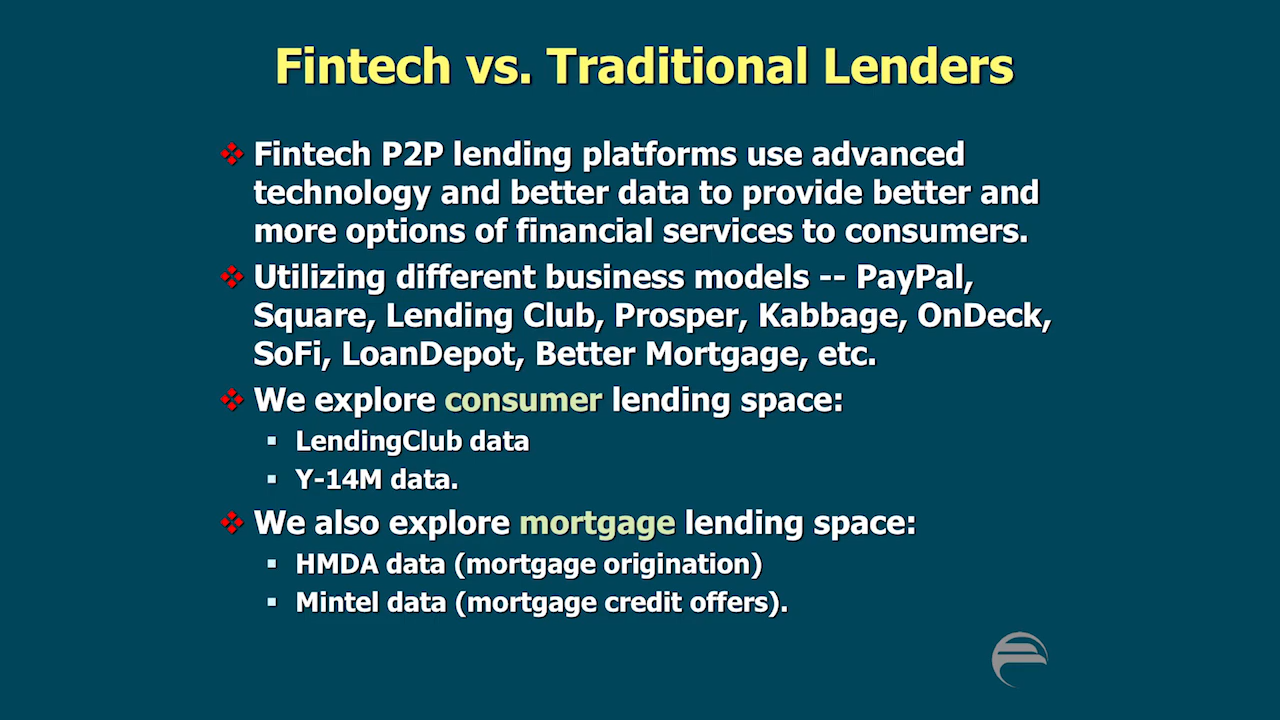 Fintech vs. Traditional Lenders
Fintech P2P lending platforms use advanced
technology and better data to provide better and
more options of financial services to consumers.
Utilizing different business models -- PayPal,
Square, Lending Club, Prosper, Kabbage, OnDeck,
SoFi, LoanDepot, Better Mortgage, etc.
We explore consumer lending space:
LendingClub data
Y-14M data.
We also explore mortgage lending space:
HMDA data (mortgage origination)
Mintel data (mortgage credit offers).